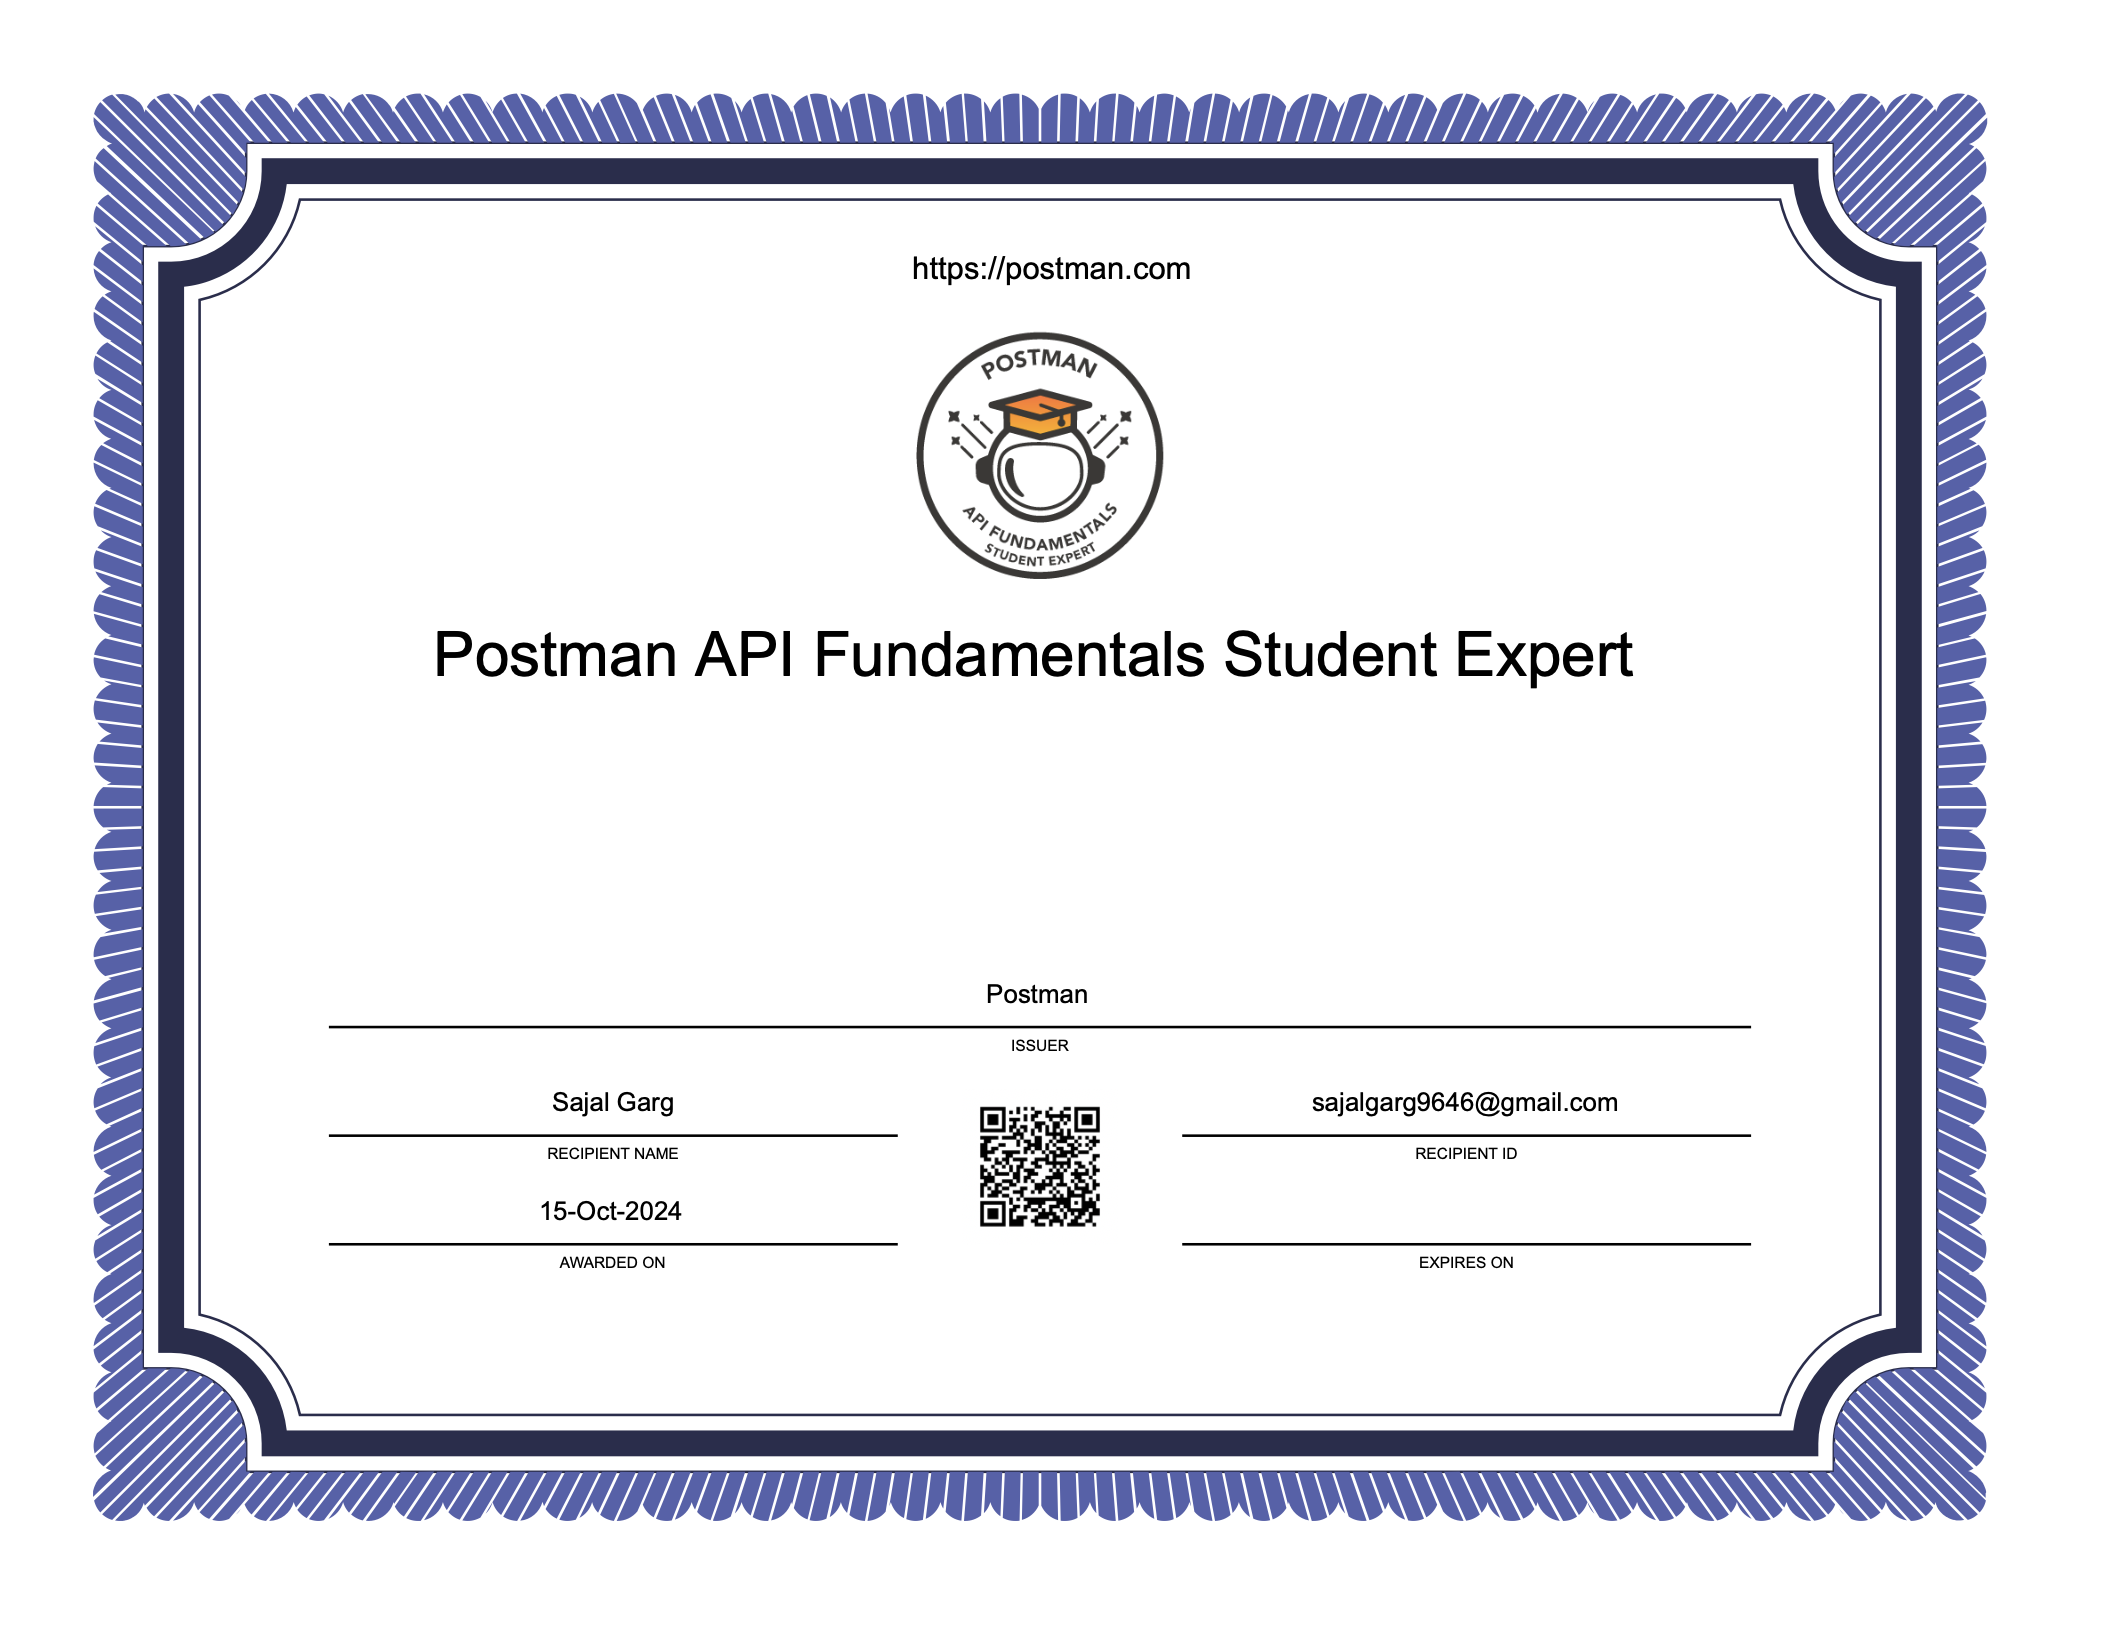 https://postman.com
POSTMAN
API FUNDAMENTALS
STUDENT EXPERT
Postman API Fundamentals Student Expert
Postman
ISSUER
Sajal Garg
sajalgarg9646@gmail.com
RECIPIENT NAME
RECIPIENT ID
15-Oct-2024
AWARDED ON
EXPIRES ON